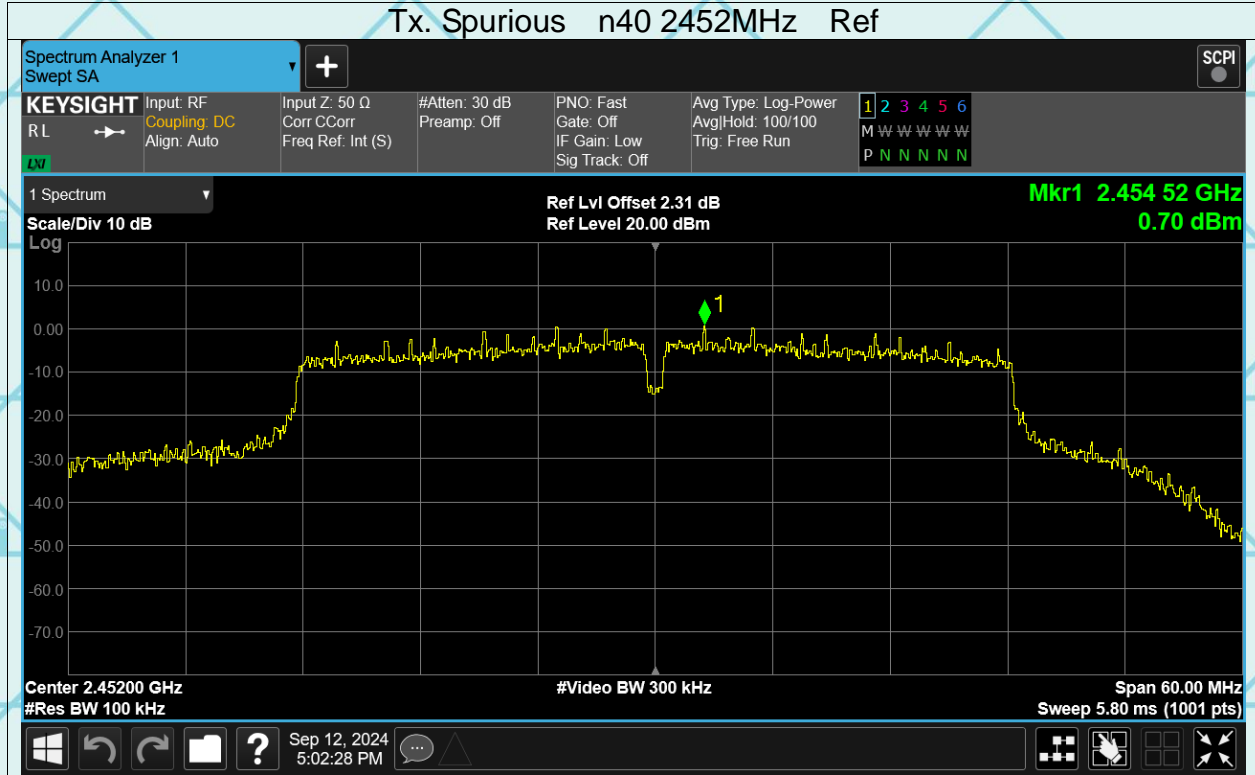 Tx. Spurious n40 2452MHz Ref
Spectrum Analyzer 1
Swept SA
+
SCPI
KEYSIGHT
R L
LXI
Input: RF
Coupling: DC
Align: Auto
Input Z: 50 Ω
Corr CCorr
Freq Ref: Int (S)
#Atten: 30 dB
Preamp: Off
PNO: Fast
Gate: Off
IF Gain: Low
Sig Track: Off
Avg Type: Log-Power
Avg|Hold: 100/100
Trig: Free Run
1 2 3 4 5 6
M W W W W W
P N N N N N
1 Spectrum
Scale/Div 10 dB
Ref Lvl Offset 2.31 dB
Ref Level 20.00 dBm
Mkr1 2.454 52 GHz
0.70 dBm
Log
10.0
0.00
-10.0
-20.0
-30.0
-40.0
-50.0
-60.0
-70.0
1
Center 2.45200 GHz
#Res BW 100 kHz
#Video BW 300 kHz
Span 60.00 MHz
Sweep 5.80 ms (1001 pts)
?
Sep 12, 2024
5:02:28 PM